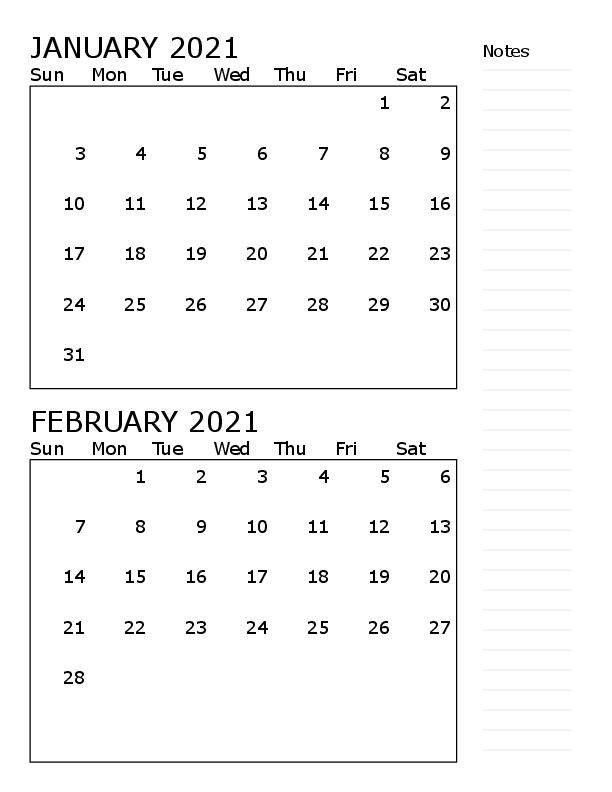 JANUARY 2021
Sun Mon Tue Wed Thu Fri Sat
1 2
3 4 5 6 7 8 9
10 11 12 13 14 15 16
17 18 19 20 21 22 23
24 25 26 27 28 29 30
31
FEBRUARY 2021
Sun Mon Tue Wed Thu Fri Sat
1 2 3 4 5 6
7 8 9 10 11 12 13
14 15 16 17 18 19 20
21 22 23 24 25 26 27
28
Notes